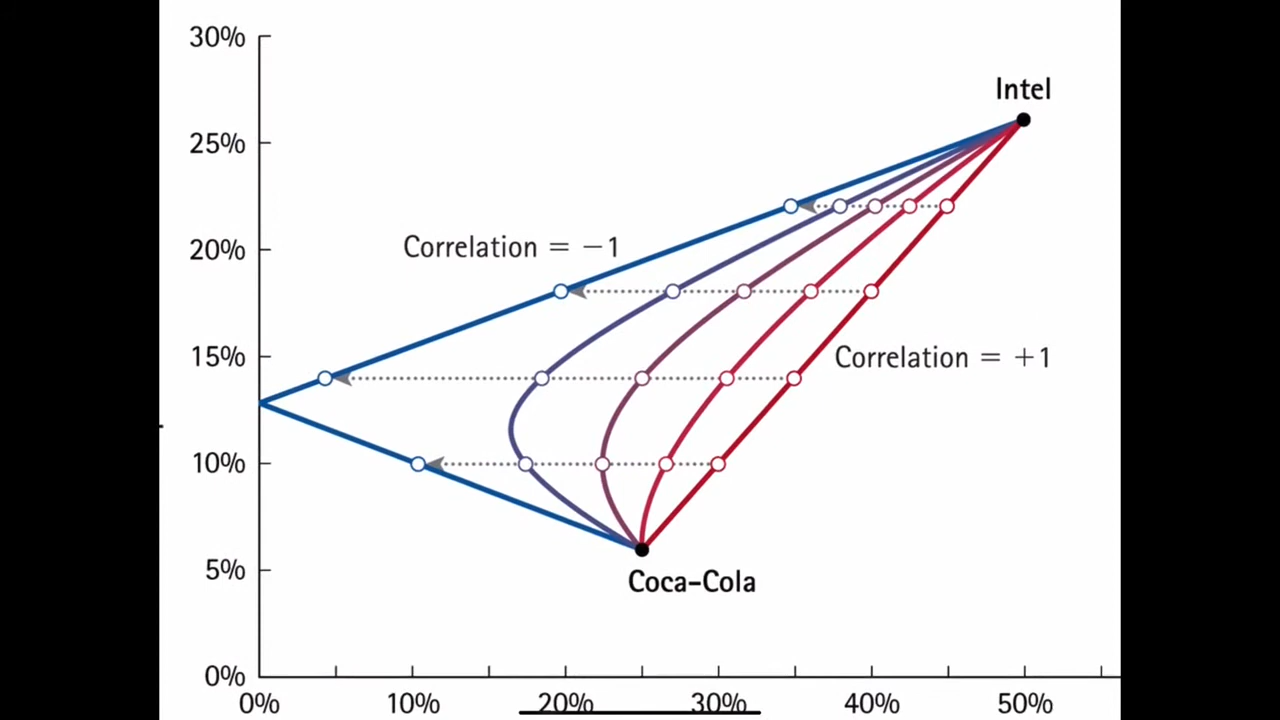 30%
Intel
25%
20%
Correlation = −1
15%
Correlation = +1
10%
5%
Coca-Cola
0%
0% 10% 20% 30% 40% 50%